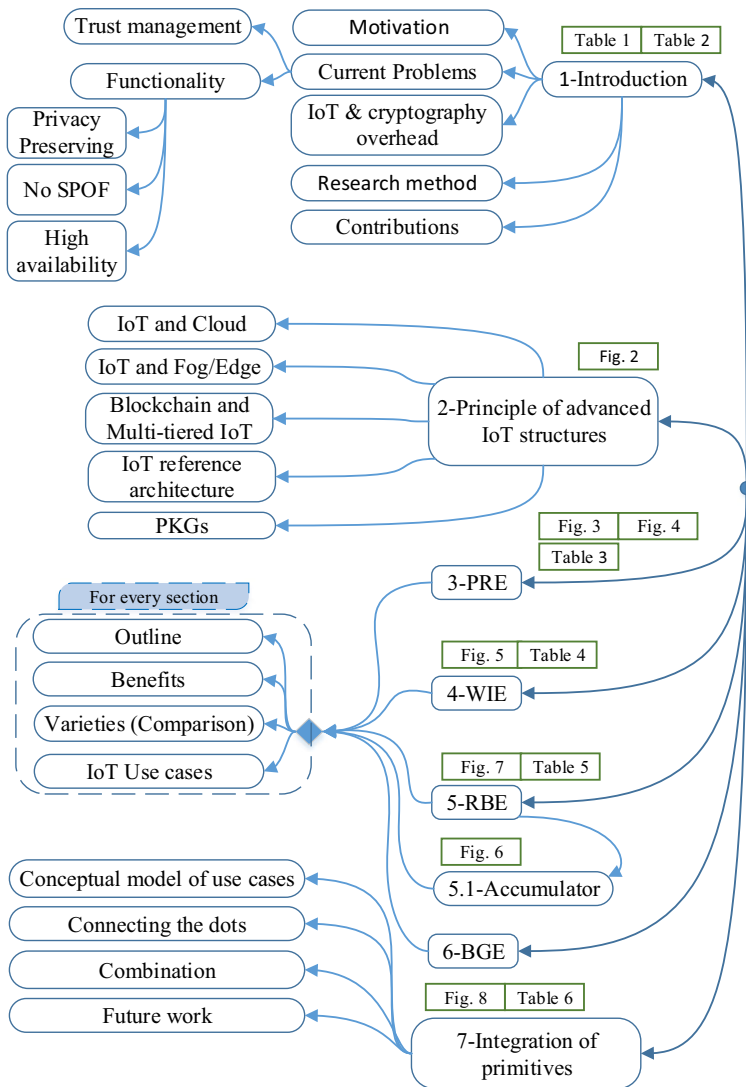 Trust management
Motivation
Table 1
Table 2
Functionality
Current Problems
1-Introduction
Privacy
Preserving
IoT & cryptography
overhead
No SPOF
Research method
High
availability
Contributions
IoT and Cloud
Fig. 2
IoT and Fog/Edge
2-Principle of advanced
IoT structures
Blockchain and
Multi-tiered IoT
IoT reference
architecture
PKGs
Fig. 3
Fig. 4
Table 3
3-PRE
For every section
Outline
Benefits
Varieties (Comparison)
IoT Use cases
Fig. 5
Table 4
4-WIE
Fig. 7
Table 5
5-RBE
Fig. 6
5.1-Accumulator
6-BGE
Conceptual model of use cases
Connecting the dots
Combination
Future work
Fig. 8
Table 6
7-Integration of
primitives